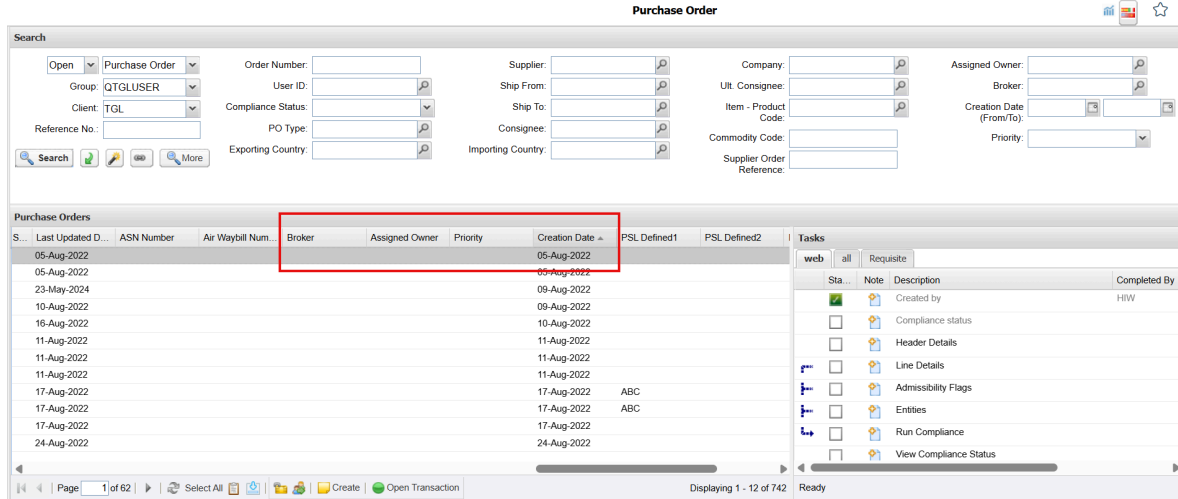 Purchase Order
Search
Open Purchase Order
Group: QTGLUSER
Client: TGL
Reference No.:
Search More
Order Number:
User ID:
Compliance Status:
PO Type:
Exporting Country:
Supplier:
Ship From:
Ship To:
Consignee:
Importing Country:
Company:
Ult. Consignee:
Item - Product
Code:
Commodity Code:
Supplier Order
Reference:
Assigned Owner:
Broker:
Creation Date
(From/To):
Priority:
Purchase Orders
S... Last Updated D... ASN Number Air Waybill Num... Broker Assigned Owner Priority Creation Date PSL Defined1 PSL Defined2
05-Aug-2022 05-Aug-2022
05-Aug-2022 05-Aug-2022
23-May-2024 09-Aug-2022
10-Aug-2022 09-Aug-2022
16-Aug-2022 10-Aug-2022
11-Aug-2022 11-Aug-2022
11-Aug-2022 11-Aug-2022
11-Aug-2022 11-Aug-2022
17-Aug-2022 17-Aug-2022 ABC
17-Aug-2022 17-Aug-2022 ABC
17-Aug-2022 17-Aug-2022
24-Aug-2022 24-Aug-2022
Page 1 of 62 Select All Create Open Transaction Displaying 1 - 12 of 742
Tasks
web all Requisite
Sta... Note Description Completed By
Created by HIW
Compliance status
Header Details
Line Details
Admissibility Flags
Entities
Run Compliance
View Compliance Status
Ready